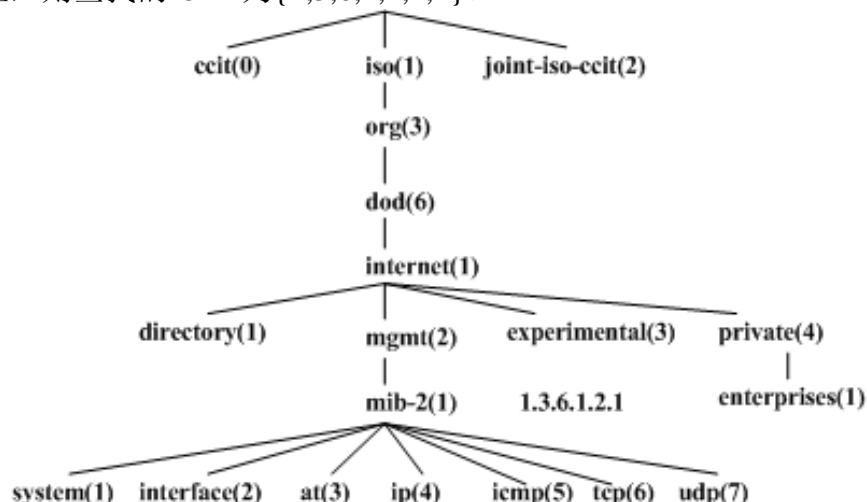 ccit(0) iso(1) joint-iso-ccit(2)
org(3)
dod(6)
internet(1)
directory(1) mgmt(2) experimental(3) private(4)
mib-2(1) 1.3.6.1.2.1 enterprises(1)
system(1) interface(2) at(3) ip(4) icmp(5) tcp(6) udp(7)